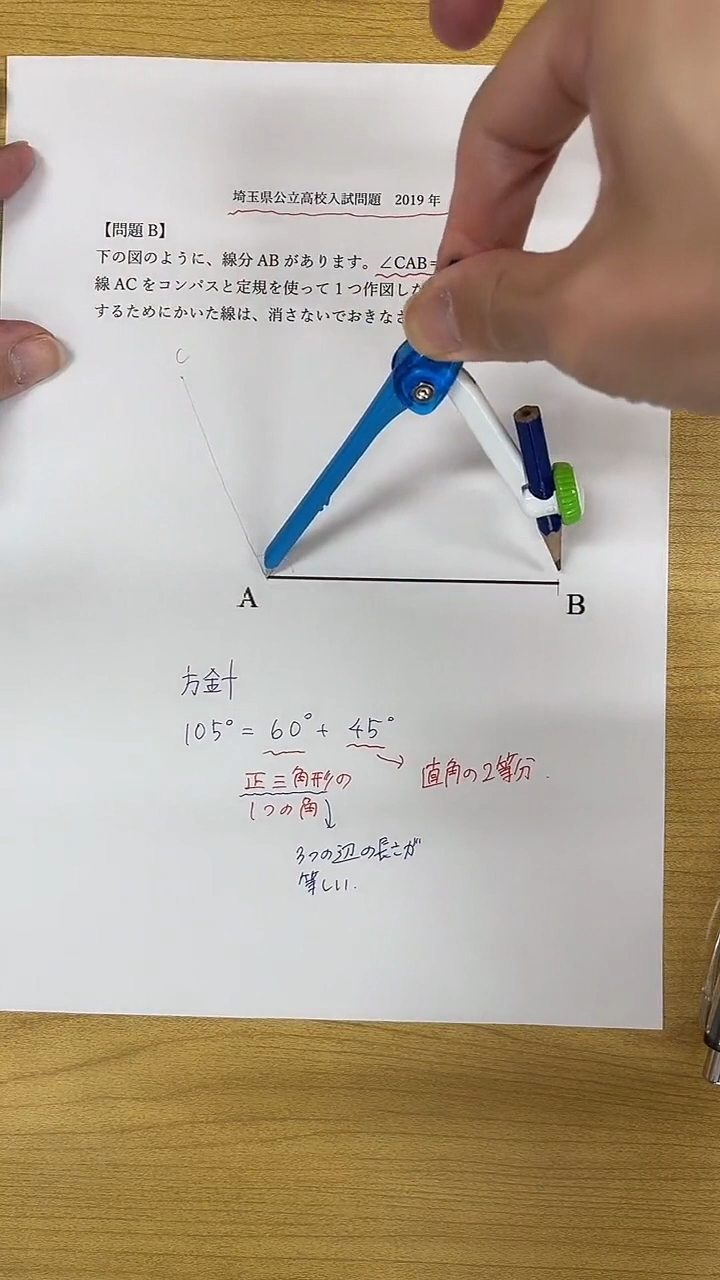 埼玉県公立高校入試問題 2019 年
【問題 B】
下の図のように、線分 AB があります。∠CAB=
線 AC をコンパスと定規を使って 1 つ作図し
するためにかいた線は、消さないでおきな
C
A
B
方針
105° = 60° + 45°
正三角形の
1つの角
直角の2等分.
3つの辺の長さが
等しい.